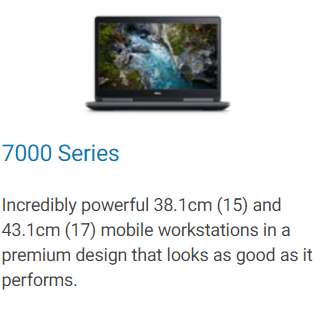 7000 Series
Incredibly powerful 38.1cm (15) and
43.1cm (17) mobile workstations in a
premium design that looks as good as it
performs.